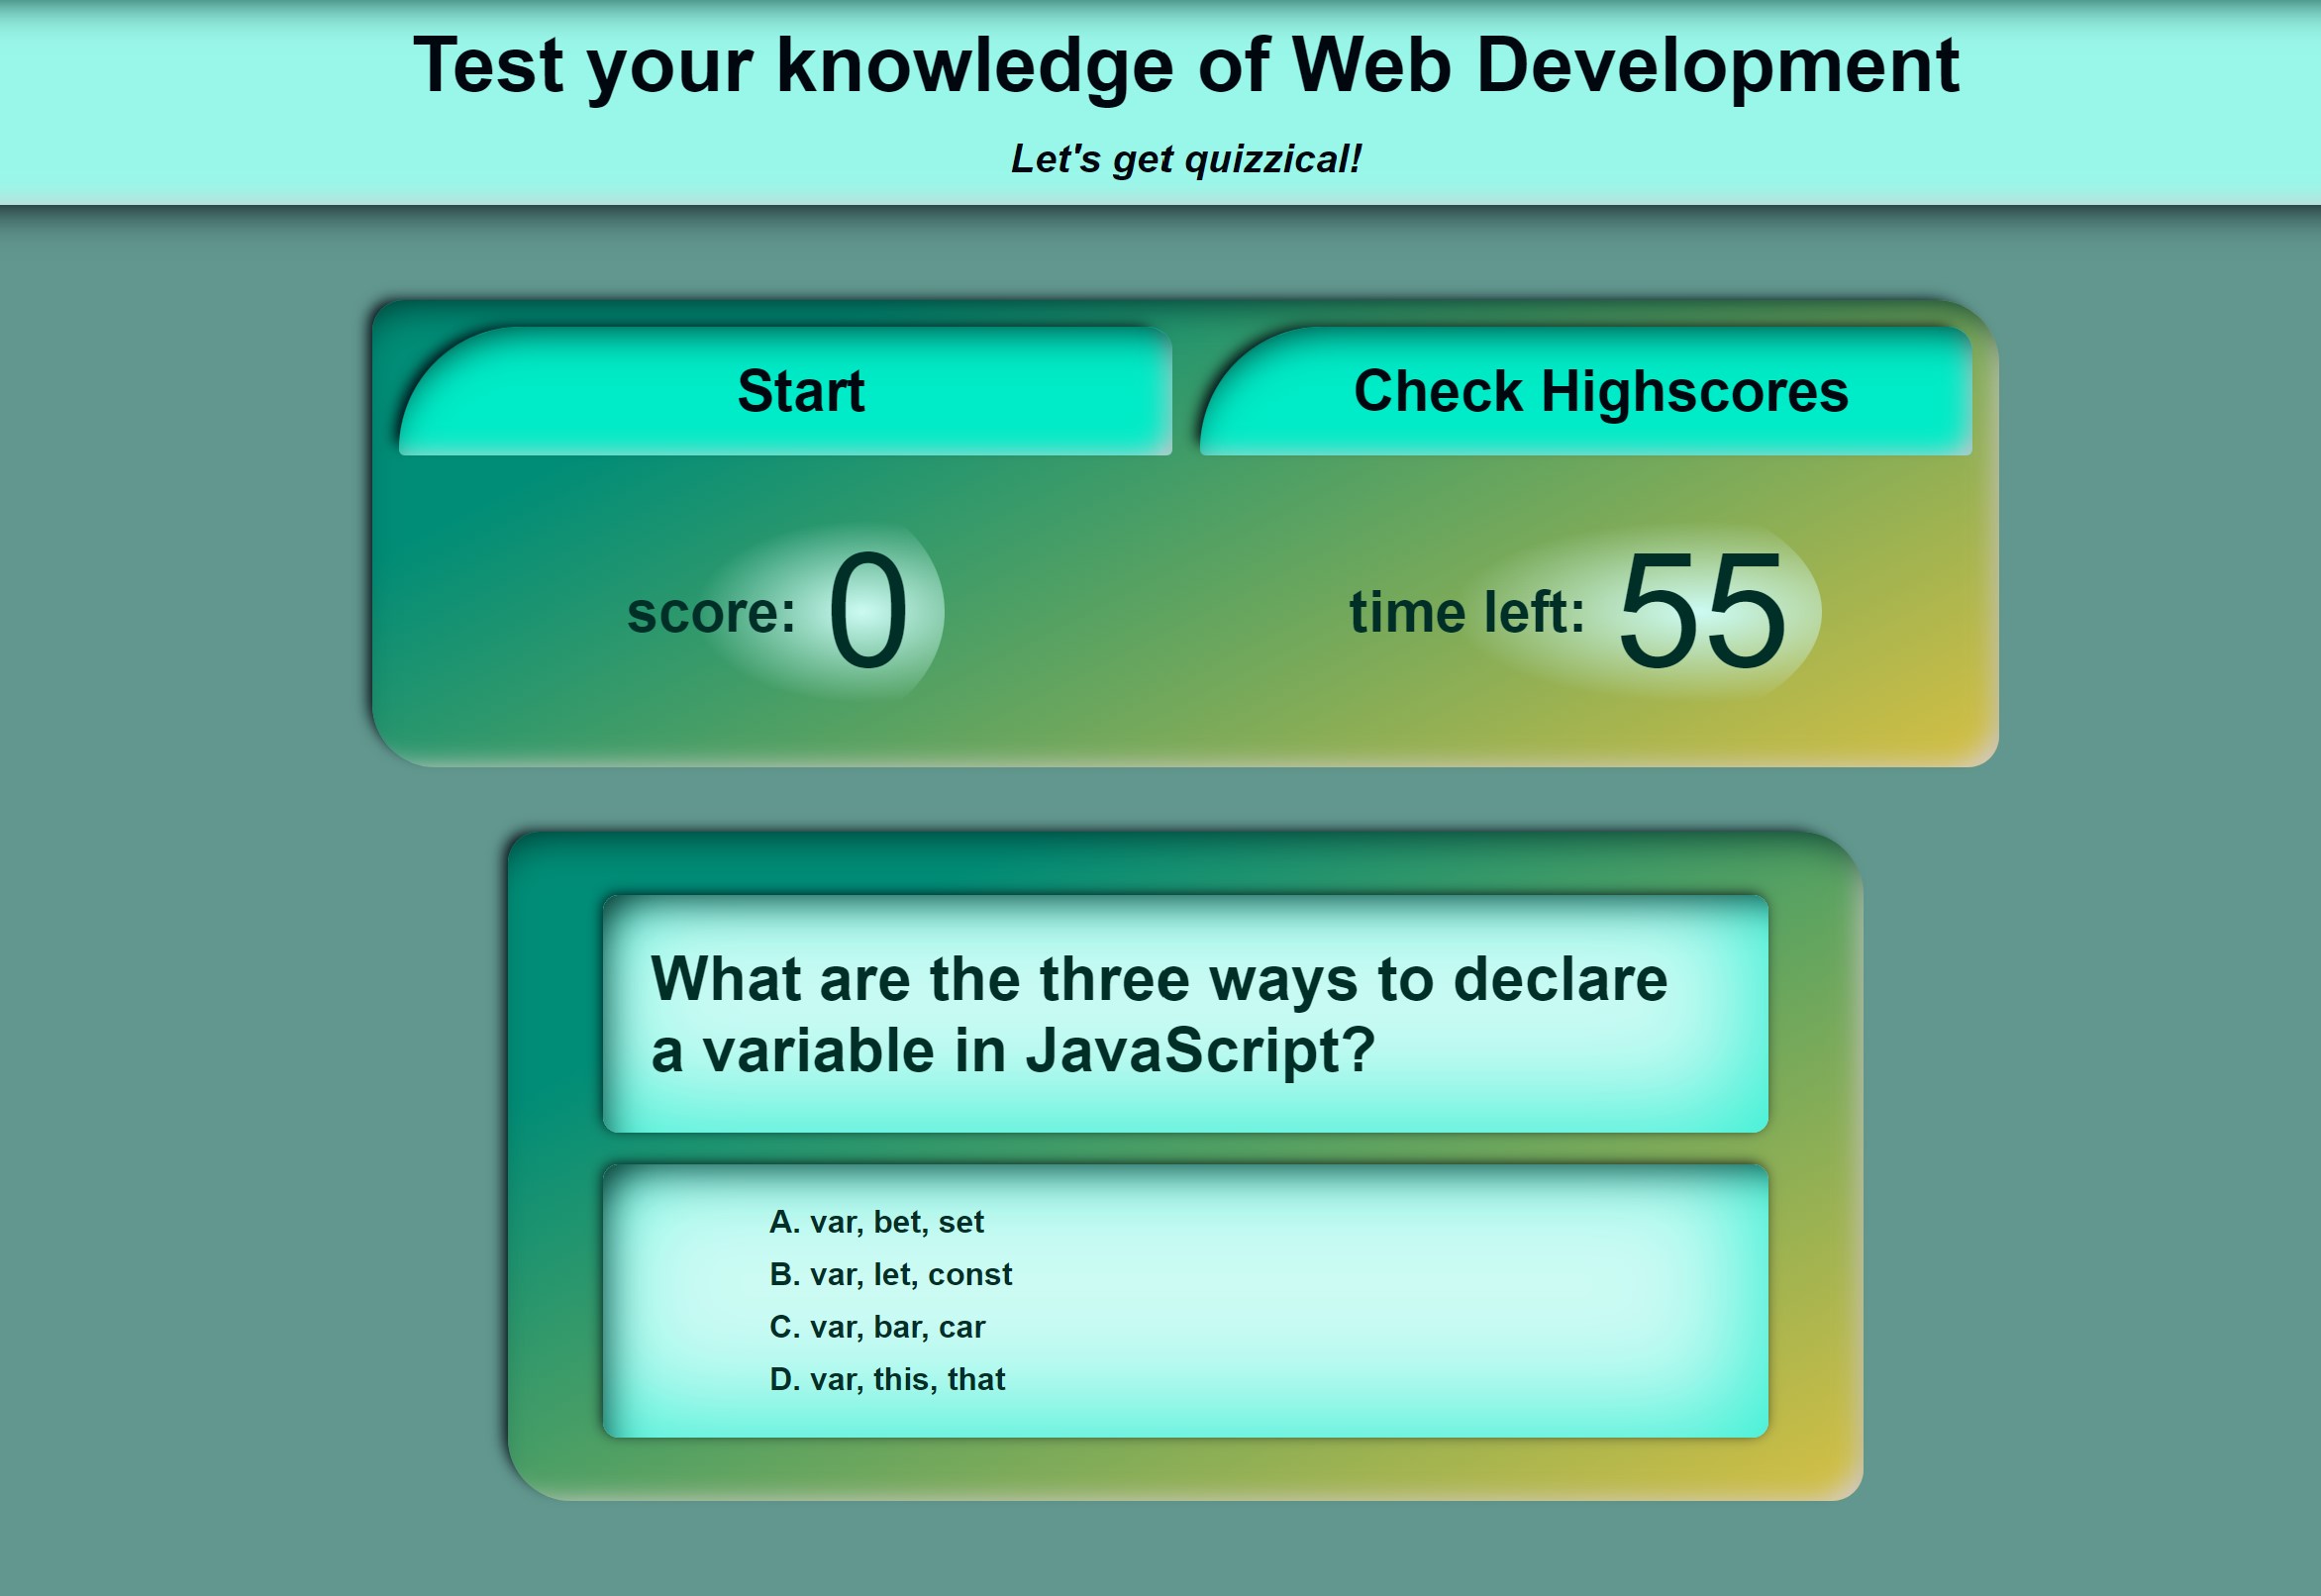 Test your knowledge of Web Development
Let's get quizzical!
Start
Check Highscores
score: 0
time left: 55
What are the three ways to declare
a variable in JavaScript?
A. var, bet, set
B. var, let, const
C. var, bar, car
D. var, this, that